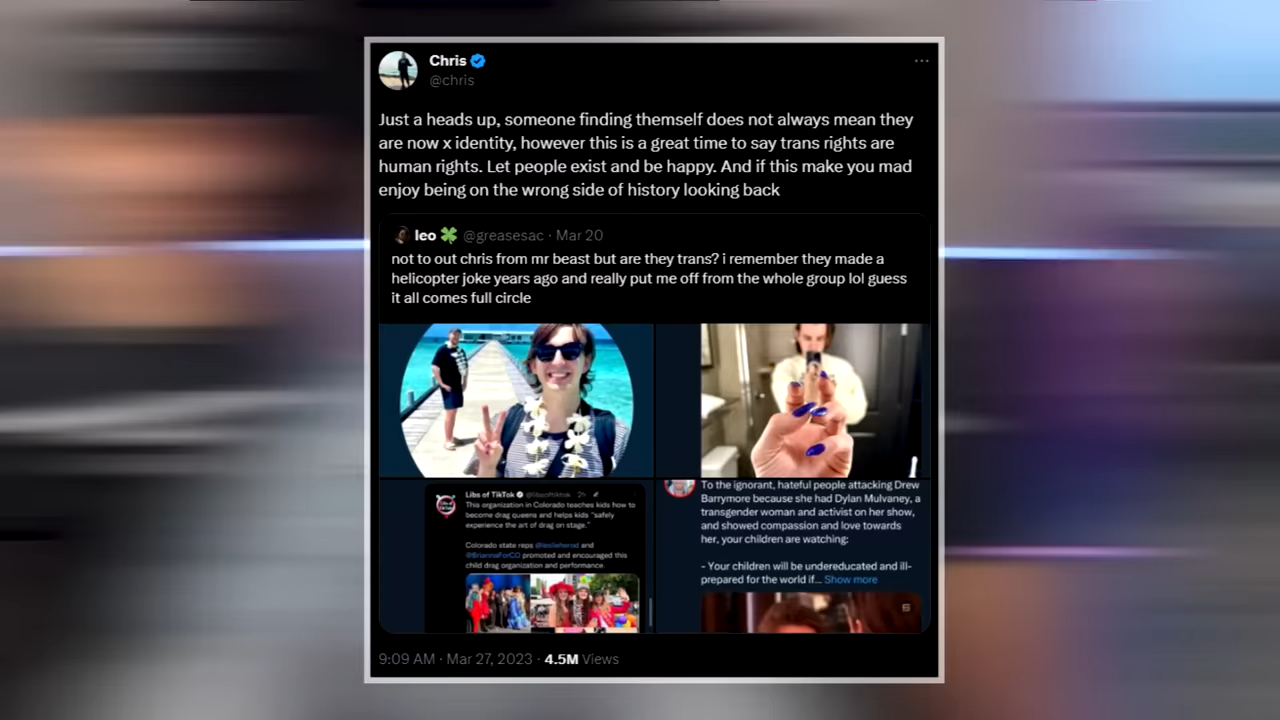 Chris
@chris
Just a heads up, someone finding themself does not always mean they
are now x identity, however this is a great time to say trans rights are
human rights. Let people exist and be happy. And if this make you mad
enjoy being on the wrong side of history looking back
leo 🍀 @greasesac · Mar 20
not to out chris from mr beast but are they trans? i remember they made a
helicopter joke years ago and really put me off from the whole group lol guess
it all comes full circle
Libs of TikTok @libsoftiktok · 2h
This organization in Colorado teaches kids how to
become drag queens and helps kids "safely
experience the art of drag on stage."
Colorado state reps @leslieherod and
@BriannaForCO promoted and encouraged this
child drag organization and performance.
To the ignorant, hateful people attacking Drew
Barrymore because she had Dylan Mulvaney, a
transgender woman and activist on her show,
and showed compassion and love towards
her, your children are watching:
- Your children will be undereducated and ill-
prepared for the world if... Show more
9:09 AM · Mar 27, 2023 · 4.5M Views